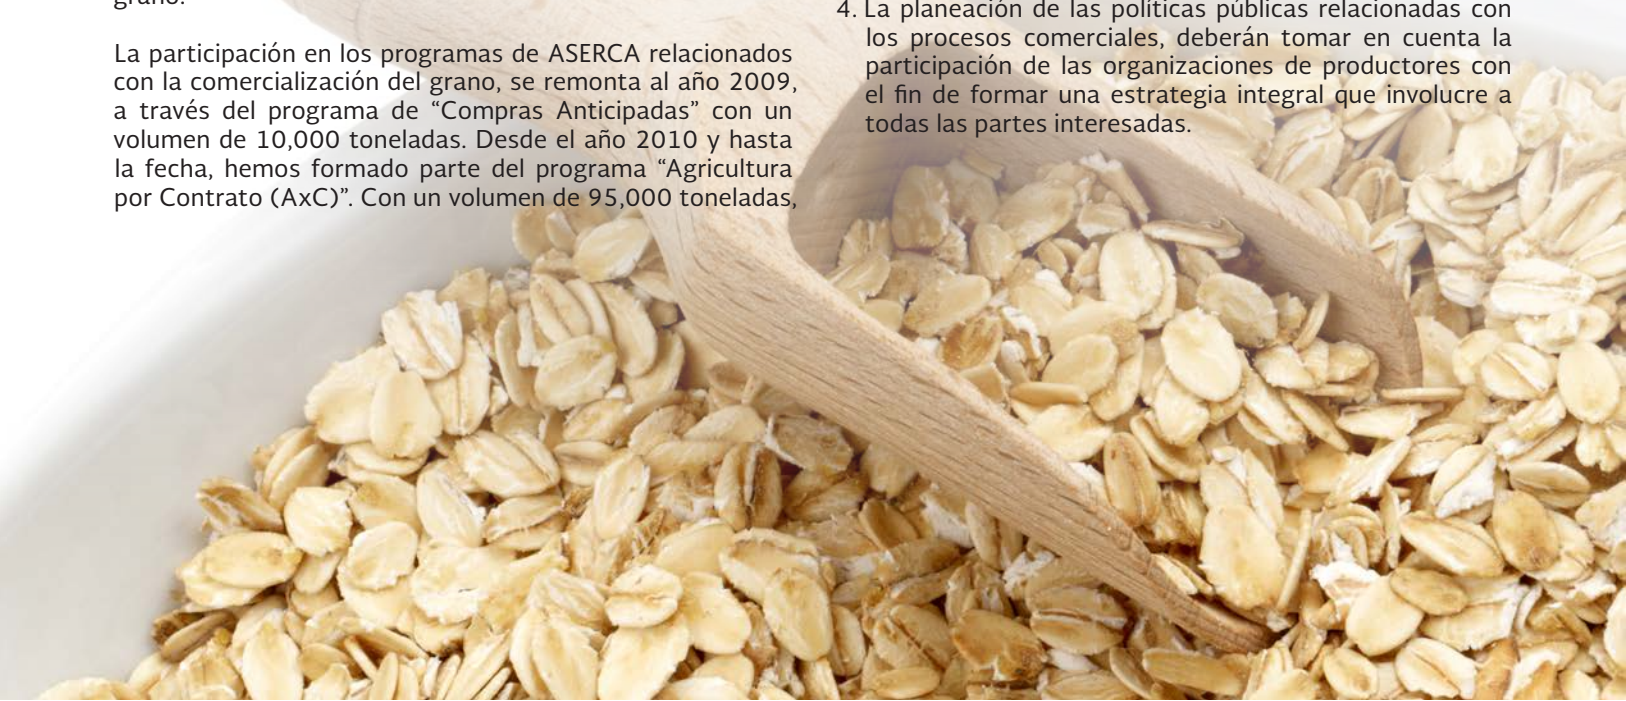 grano.
La participación en los programas de ASERCA relacionados
con la comercialización del grano, se remonta al año 2009,
a través del programa de “Compras Anticipadas” con un
volumen de 10,000 toneladas. Desde el año 2010 y hasta
la fecha, hemos formado parte del programa “Agricultura
por Contrato (AxC)”. Con un volumen de 95,000 toneladas,
4. La planeación de las políticas públicas relacionadas con
los procesos comerciales, deberán tomar en cuenta la
participación de las organizaciones de productores con
el fin de formar una estrategia integral que involucre a
todas las partes interesadas.